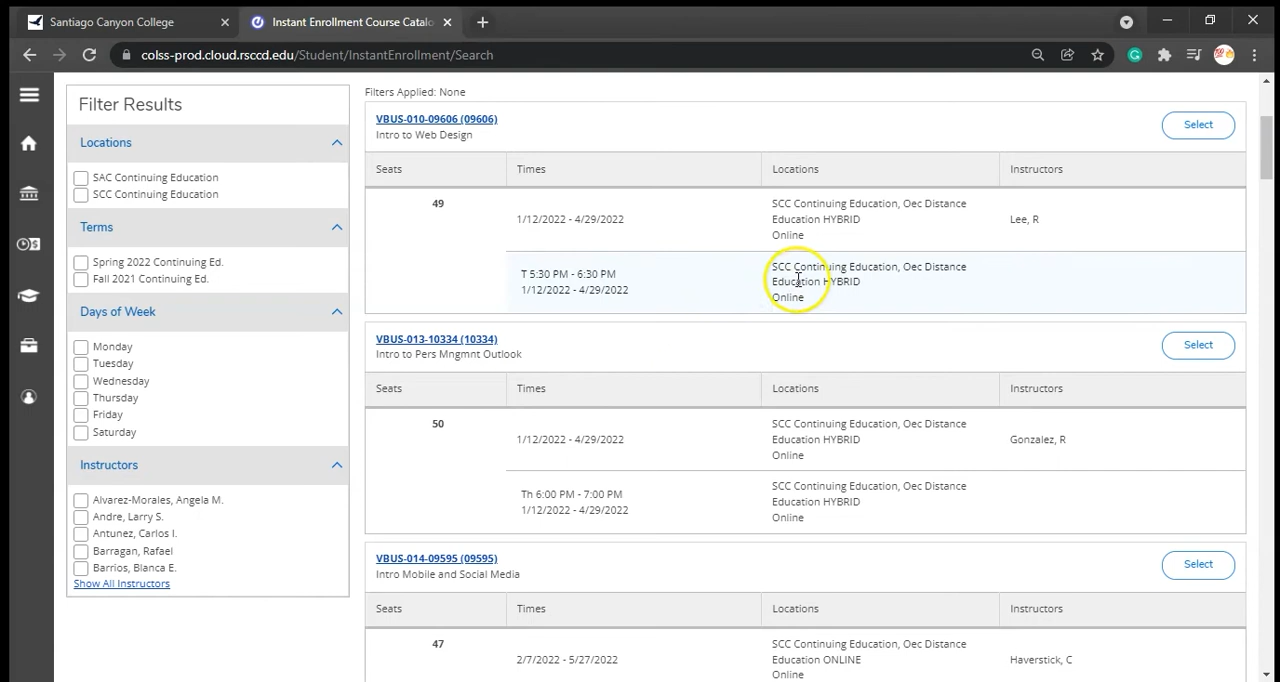 Santiago Canyon College
Instant Enrollment Course Catalo
colss-prod.cloud.rsccd.edu/Student/InstantEnrollment/Search
Filter Results
Locations
SAC Continuing Education
SCC Continuing Education
Terms
Spring 2022 Continuing Ed.
Fall 2021 Continuing Ed.
Days of Week
Monday
Tuesday
Wednesday
Thursday
Friday
Saturday
Instructors
Alvarez-Morales, Angela M.
Andre, Larry S.
Antunez, Carlos I.
Barragan, Rafael
Barrios, Blanca E.
Show All Instructors
Filters Applied: None
VBUS-010-09606 (09606)
Intro to Web Design
Select
Seats Times Locations Instructors
49
1/12/2022 - 4/29/2022
SCC Continuing Education, Oec Distance
Education HYBRID
Online
Lee, R
T 5:30 PM - 6:30 PM
1/12/2022 - 4/29/2022
SCC Continuing Education, Oec Distance
Education HYBRID
Online
VBUS-013-10334 (10334)
Intro to Pers Mngmnt Outlook
Select
Seats Times Locations Instructors
50
1/12/2022 - 4/29/2022
SCC Continuing Education, Oec Distance
Education HYBRID
Online
Gonzalez, R
Th 6:00 PM - 7:00 PM
1/12/2022 - 4/29/2022
SCC Continuing Education, Oec Distance
Education HYBRID
Online
VBUS-014-09595 (09595)
Intro Mobile and Social Media
Select
Seats Times Locations Instructors
47
2/7/2022 - 5/27/2022
SCC Continuing Education, Oec Distance
Education ONLINE
Online
Haverstick, C